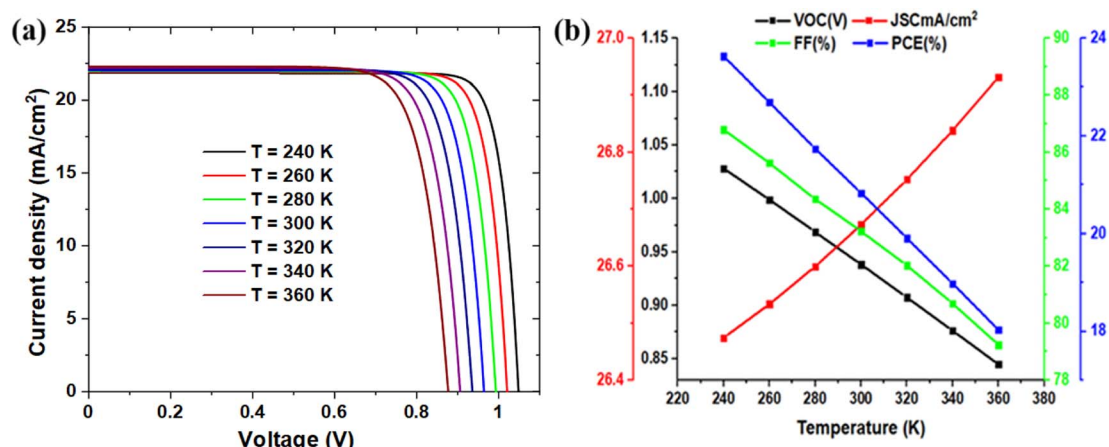 (a)
25
20
15
10
5
0
Current density (mA/cm²)
T = 240 K
T = 260 K
T = 280 K
T = 300 K
T = 320 K
T = 340 K
T = 360 K
0 0.2 0.4 0.6 0.8 1
Voltage (V)
(b)
VOC(V) JSCmA/cm²
FF(%) PCE(%)
27.0
26.8
26.6
26.4
1.15
1.10
1.05
1.00
0.95
0.90
0.85
90
88
86
84
82
80
78
24
22
20
18
220 240 260 280 300 320 340 360 380
Temperature (K)